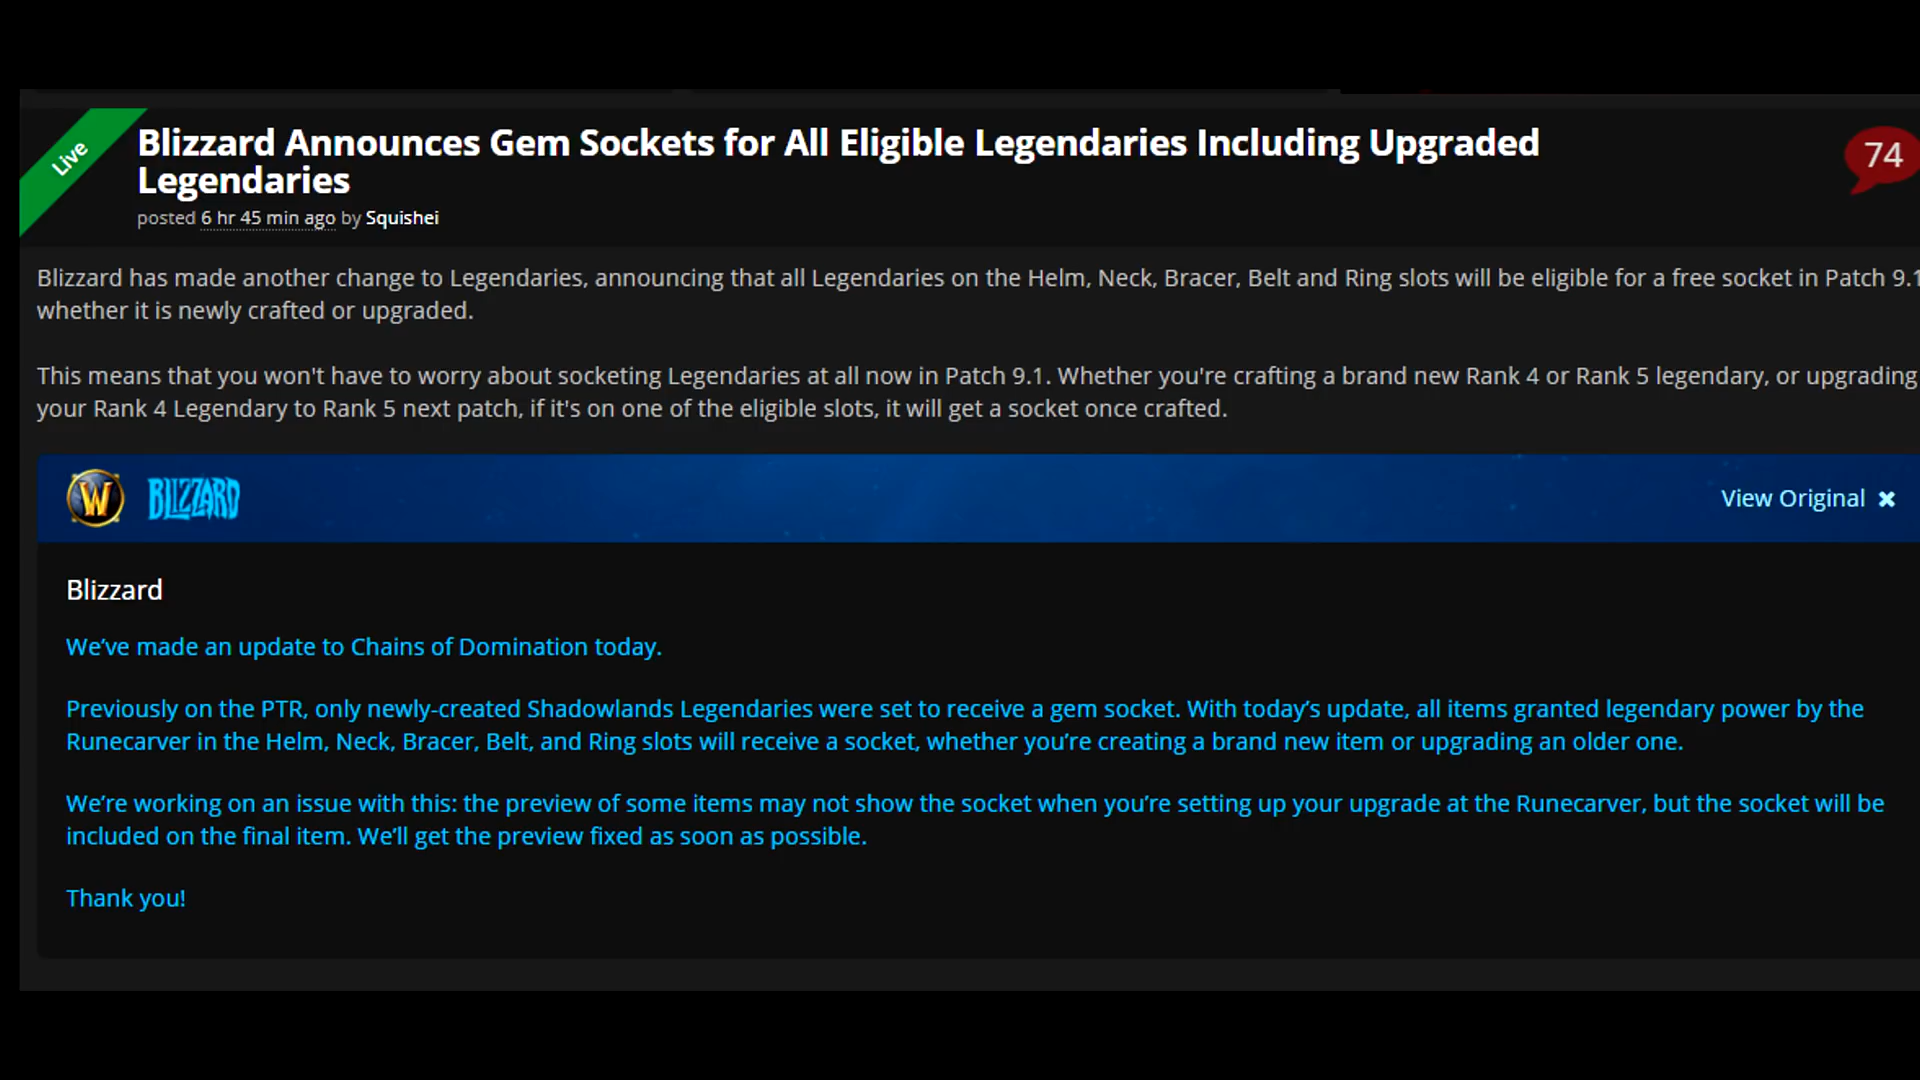 Live
Blizzard Announces Gem Sockets for All Eligible Legendaries Including Upgraded
Legendaries
74
posted 6 hr 45 min ago by Squishei
Blizzard has made another change to Legendaries, announcing that all Legendaries on the Helm, Neck, Bracer, Belt and Ring slots will be eligible for a free socket in Patch 9.1
whether it is newly crafted or upgraded.
This means that you won't have to worry about socketing Legendaries at all now in Patch 9.1. Whether you're crafting a brand new Rank 4 or Rank 5 legendary, or upgrading
your Rank 4 Legendary to Rank 5 next patch, if it's on one of the eligible slots, it will get a socket once crafted.
W BLIZZARD
View Original ✖
Blizzard
We’ve made an update to Chains of Domination today.
Previously on the PTR, only newly-created Shadowlands Legendaries were set to receive a gem socket. With today’s update, all items granted legendary power by the
Runecarver in the Helm, Neck, Bracer, Belt, and Ring slots will receive a socket, whether you’re creating a brand new item or upgrading an older one.
We’re working on an issue with this: the preview of some items may not show the socket when you’re setting up your upgrade at the Runecarver, but the socket will be
included on the final item. We’ll get the preview fixed as soon as possible.
Thank you!